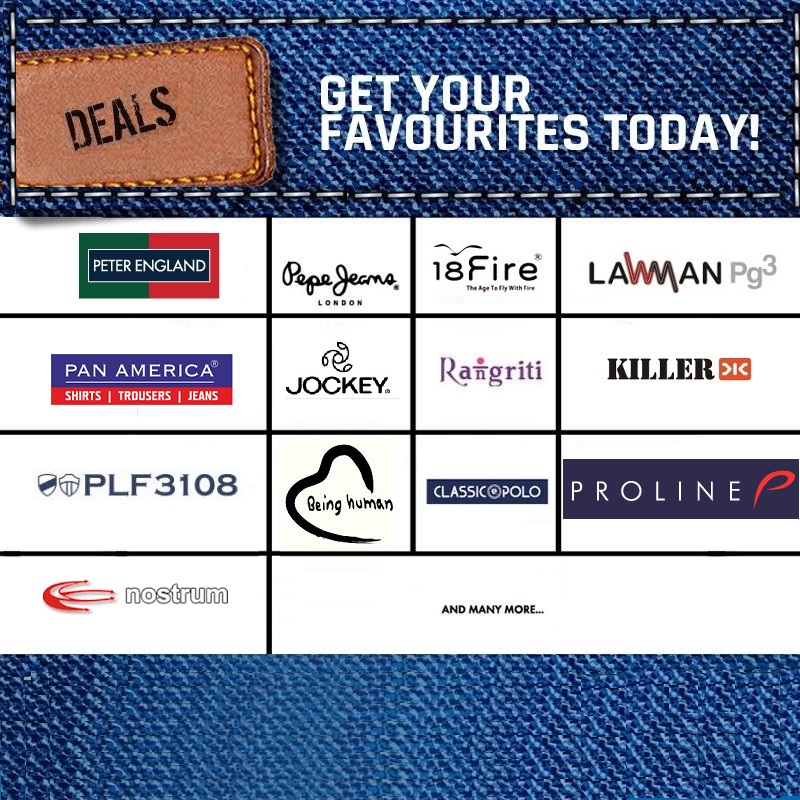 DEALS
GET YOUR
FAVOURITES TODAY!
PETER ENGLAND
Pepe Jeans®
LONDON
18Fire®
The Age To Fly With Fire
LAWMAN Pg3
PAN AMERICA®
SHIRTS | TROUSERS | JEANS
JOCKEY®
Rangriti
KILLER
PLF3108
Being human
CLASSIC POLO
PROLINE P
nostrum
AND MANY MORE...